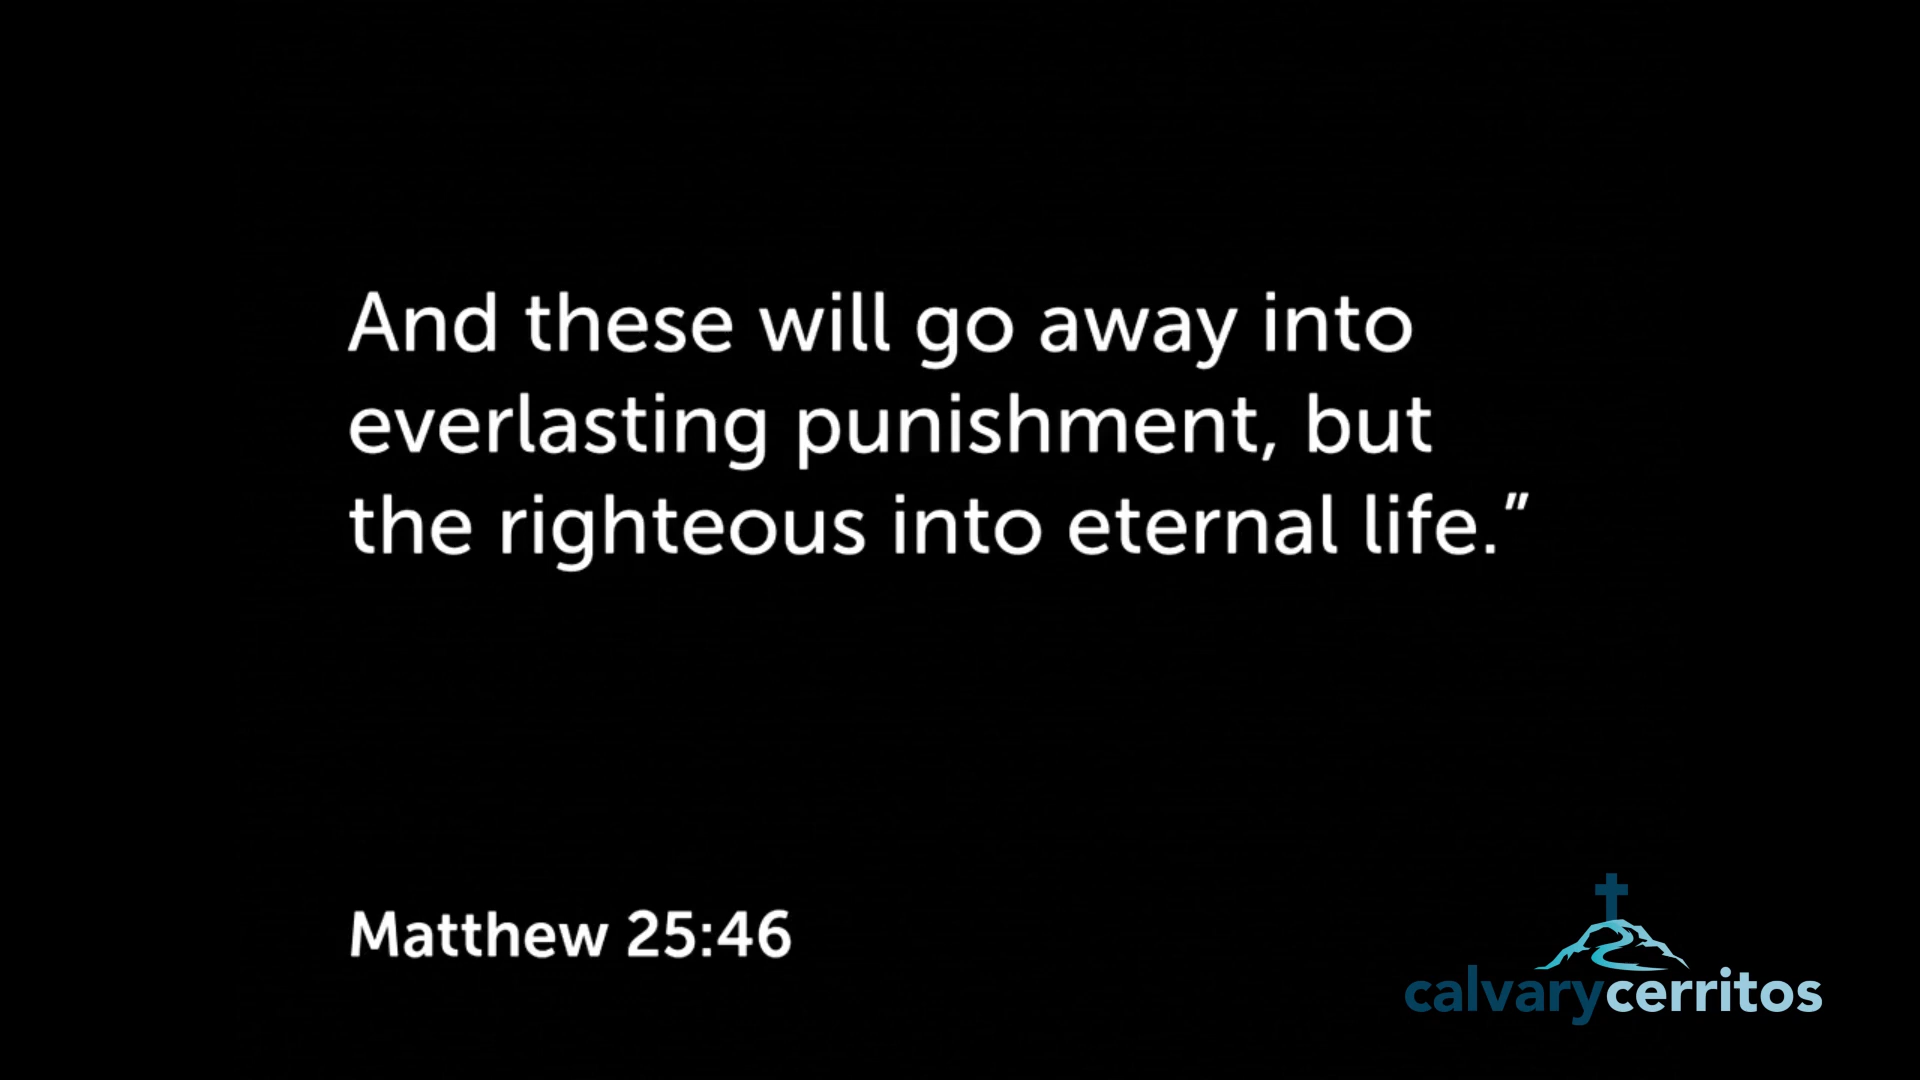 And these will go away into
everlasting punishment, but
the righteous into eternal life.”
Matthew 25:46
calvarycerritos